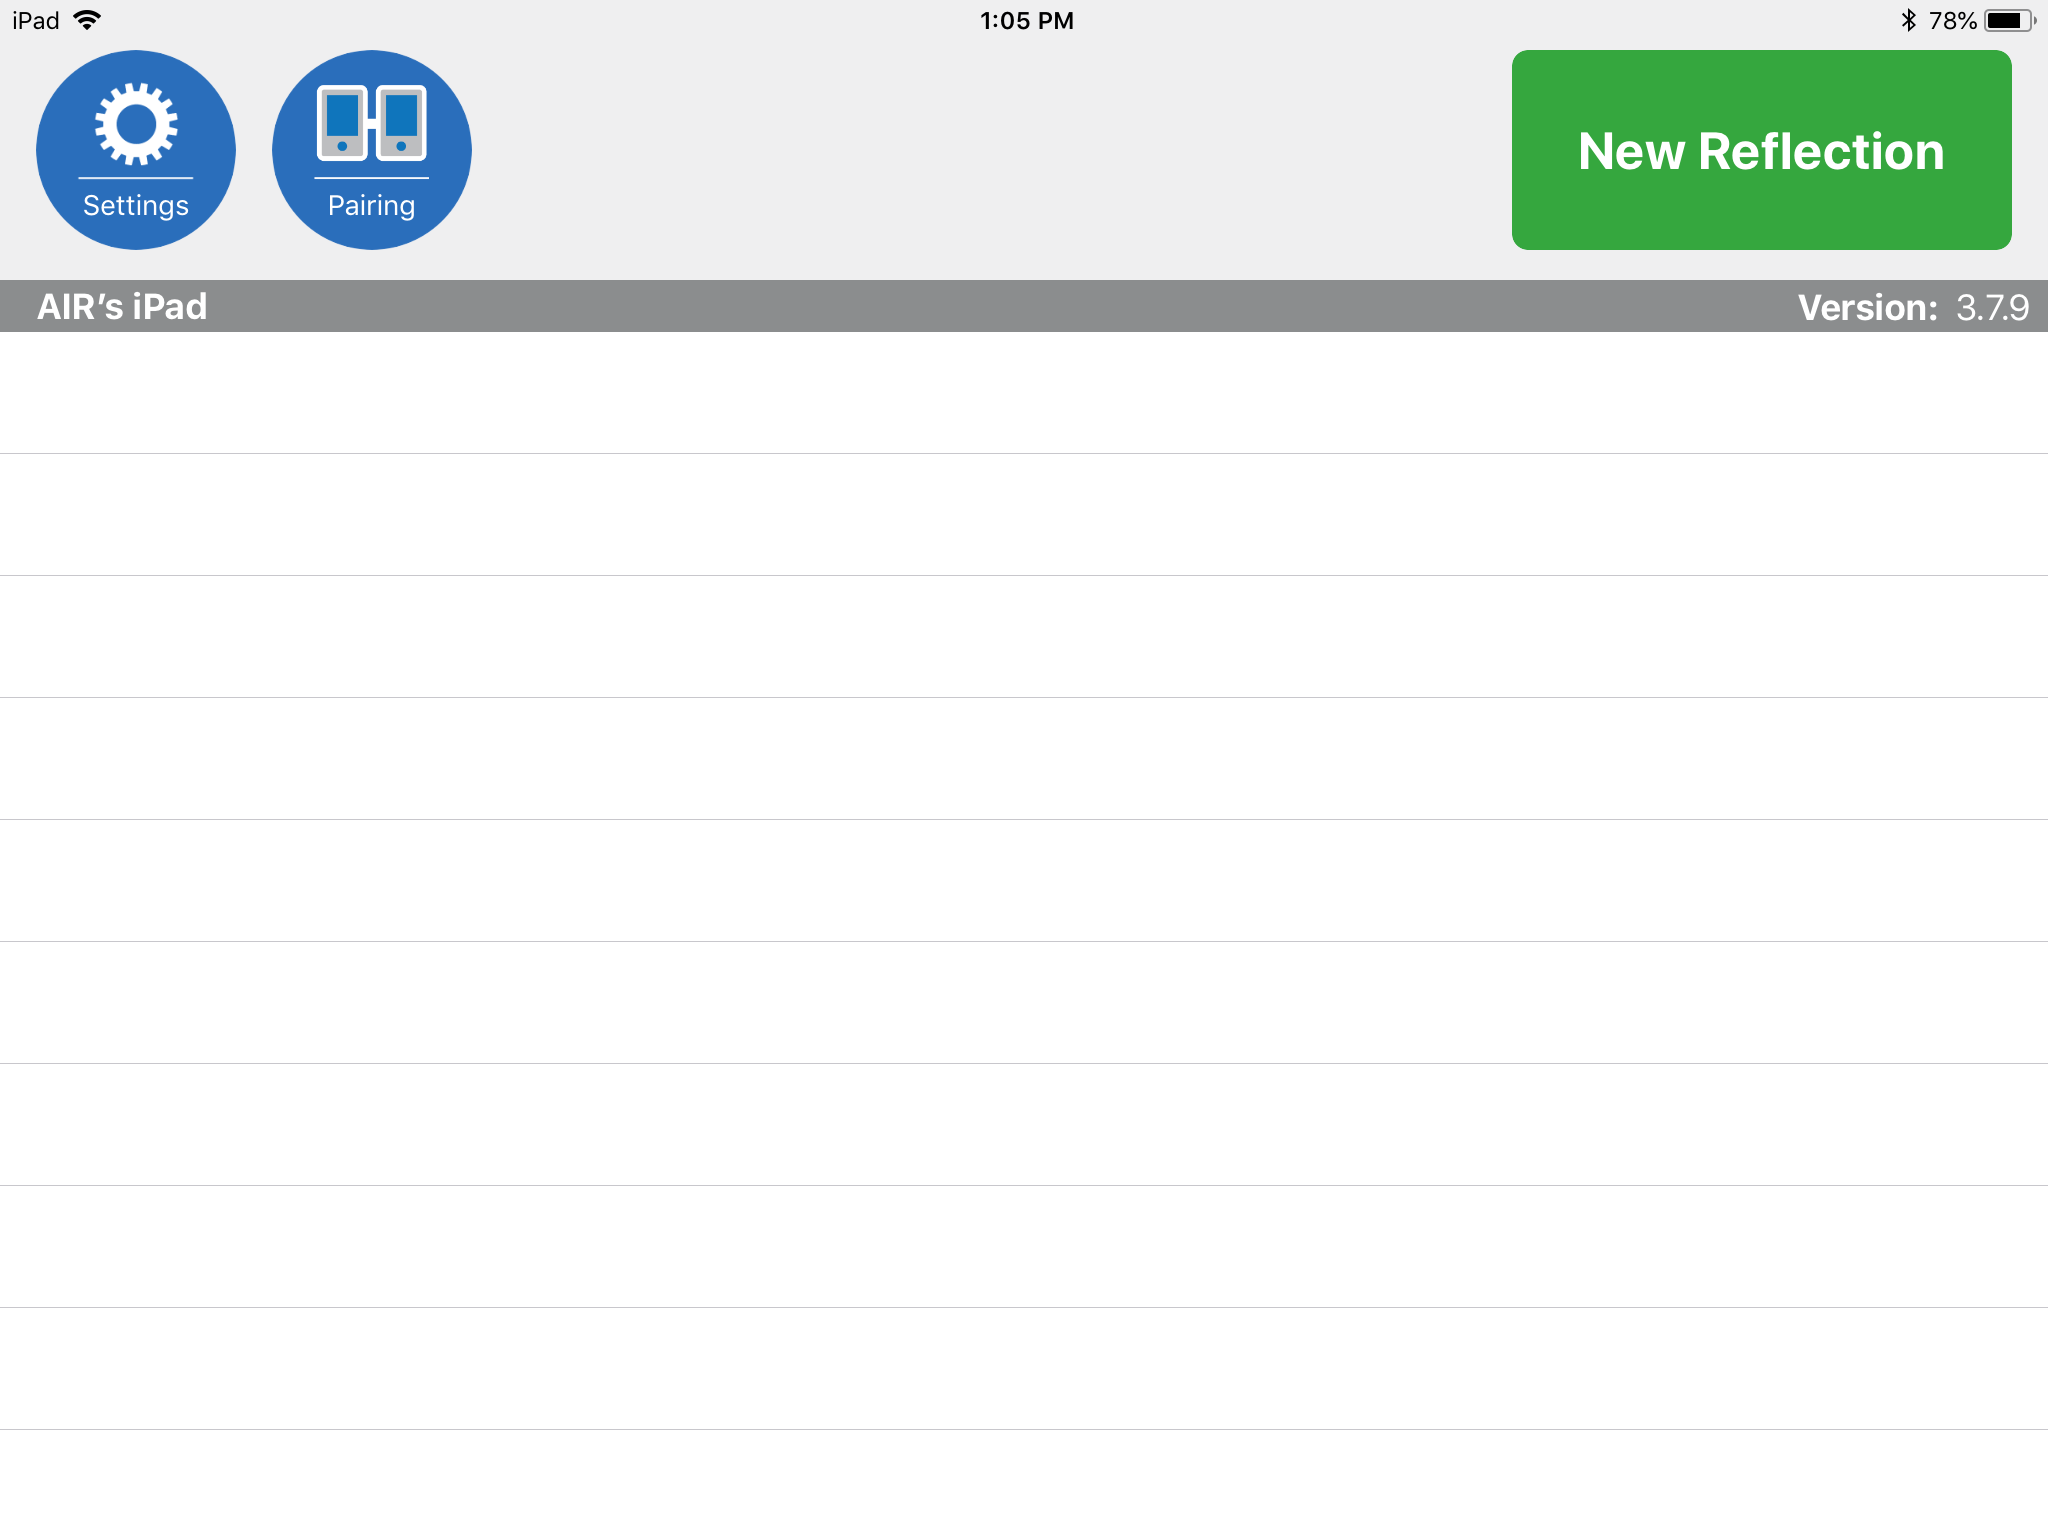 iPad
1:05 PM
78%
Settings
Pairing
New Reflection
AIR’s iPad
Version: 3.7.9